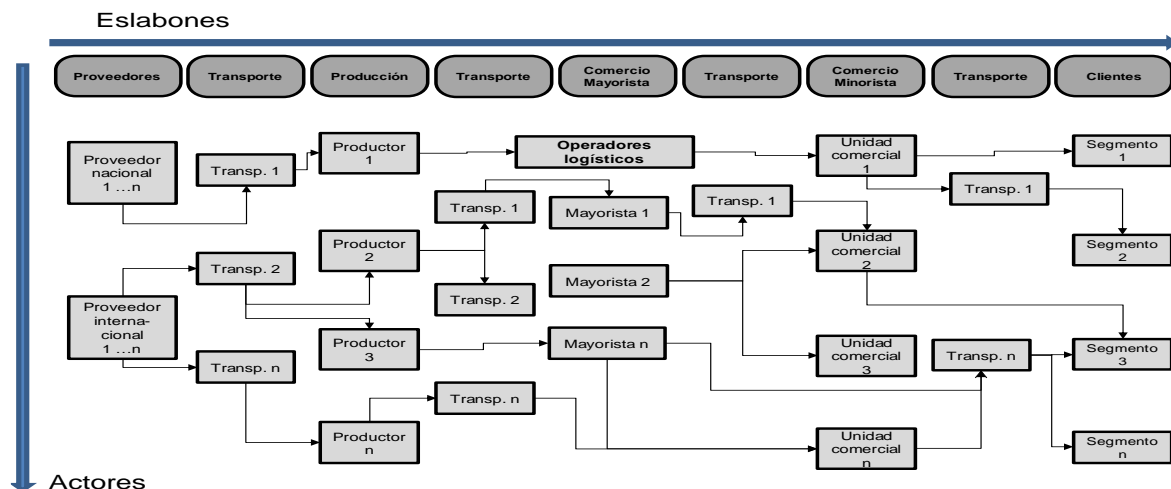 Eslabones
Proveedores
Transporte
Producción
Transporte
Comercio
Mayorista
Transporte
Comercio
Minorista
Transporte
Clientes
Proveedor
nacional
1 ...n
Transp. 1
Productor
1
Operadores
logísticos
Unidad
comercial
1
Segmento
1
Transp. 1
Mayorista 1
Transp. 1
Transp. 1
Productor
2
Unidad
comercial
2
Segmento
2
Transp. 2
Mayorista 2
Transp. 2
Proveedor
interna-
cional
1 ...n
Productor
3
Mayorista n
Unidad
comercial
3
Transp. n
Segmento
3
Transp. n
Transp. n
Productor
n
Unidad
comercial
n
Segmento
n
Actores